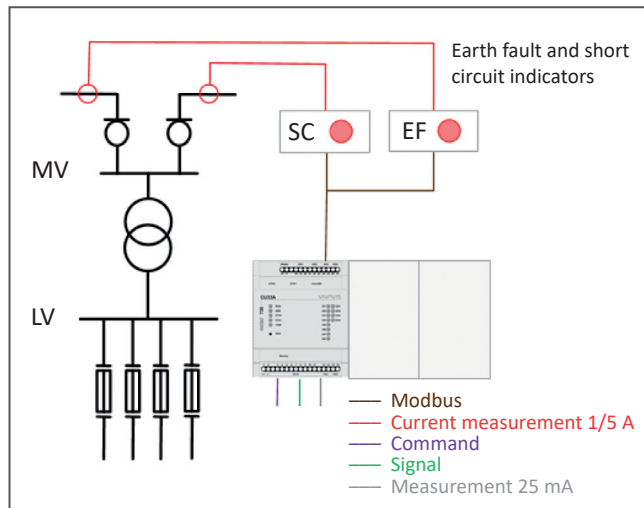 Earth fault and short
circuit indicators
SC
EF
MV
LV
Modbus
Current measurement 1/5 A
Command
Signal
Measurement 25 mA